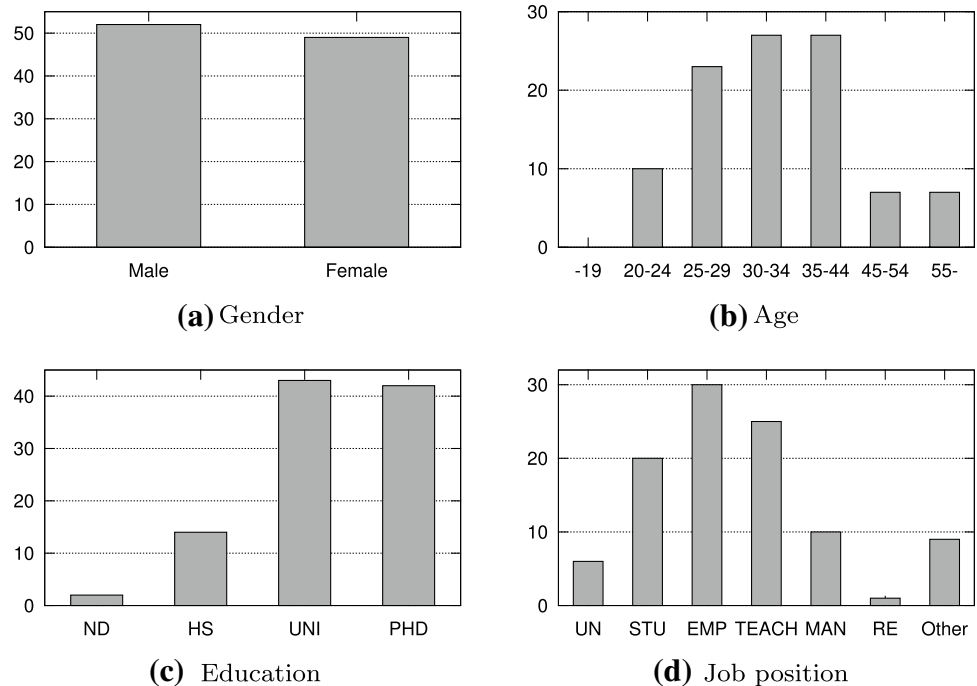 50
40
30
20
10
0
Male Female
(a) Gender
30
20
10
0
-19 20-24 25-29 30-34 35-44 45-54 55-
(b) Age
40
30
20
10
0
ND HS UNI PHD
(c) Education
30
20
10
0
UN STU EMP TEACH MAN RE Other
(d) Job position